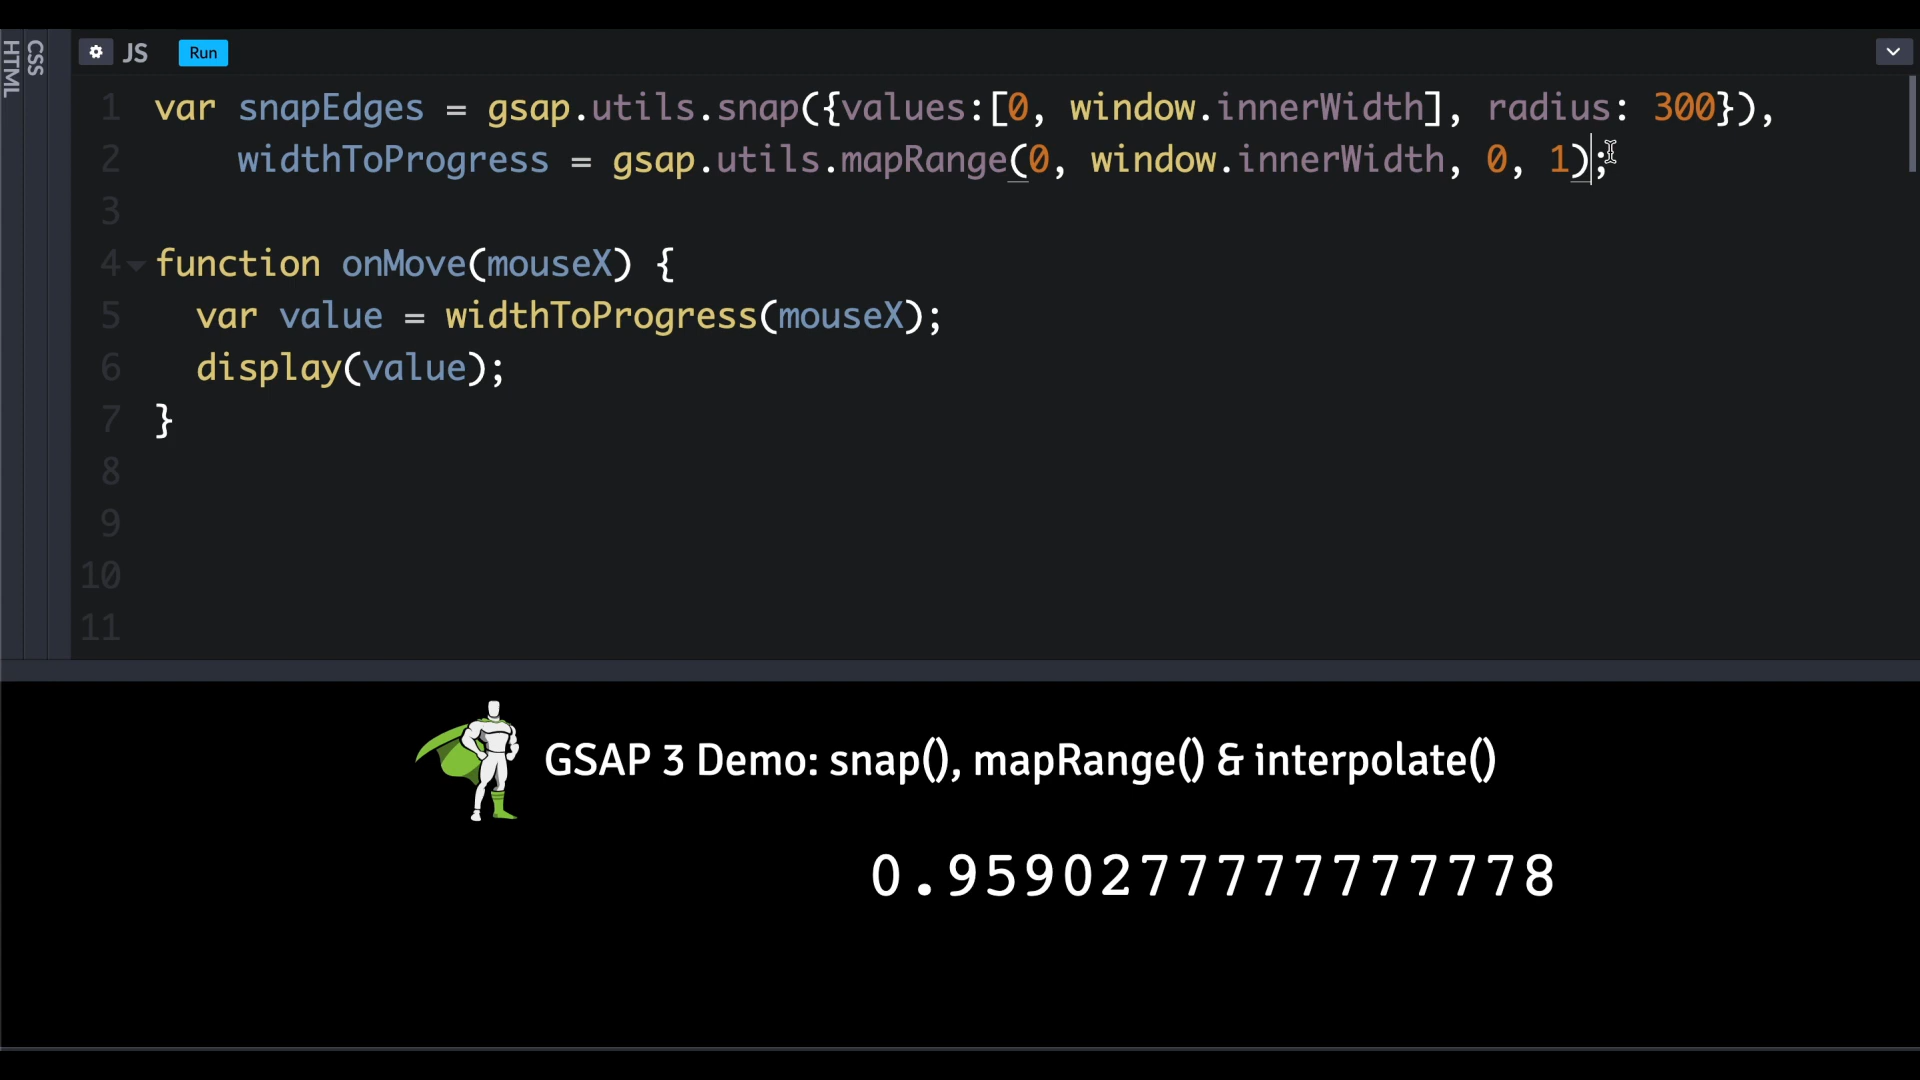 HTML
CSS
JS Run
1 var snapEdges = gsap.utils.snap({values:[0, window.innerWidth], radius: 300}),
2 widthToProgress = gsap.utils.mapRange(0, window.innerWidth, 0, 1);
3
4 function onMove(mouseX) {
5 var value = widthToProgress(mouseX);
6 display(value);
7 }
8
9
10
11
GSAP 3 Demo: snap(), mapRange() & interpolate()
0.9590277777777778